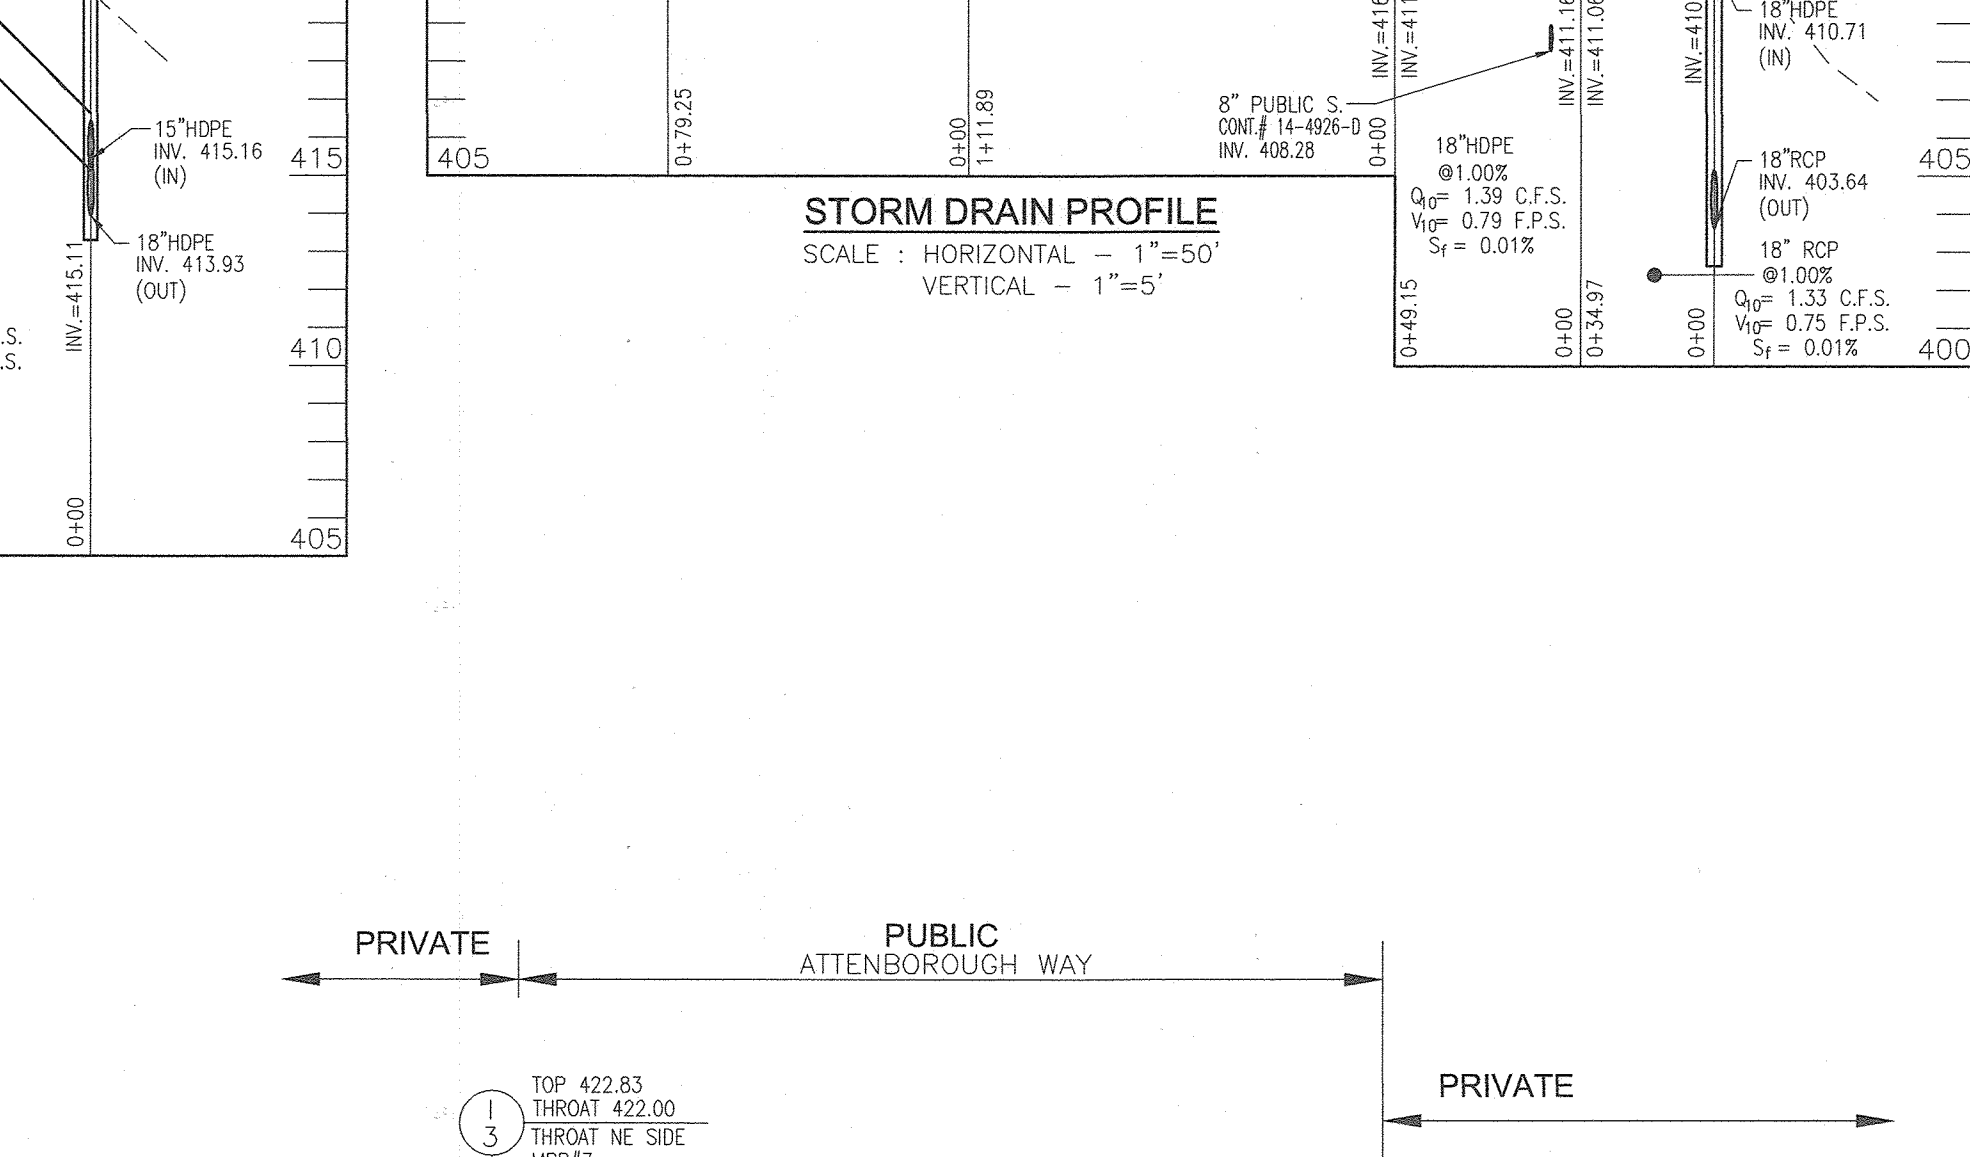 15"HDPE
INV. 415.16
(IN)
18"HDPE
INV. 413.93
(OUT)
INV.=415.11
0+00
415
410
405
405
0+79.25
0+00
1+11.89
8" PUBLIC S.
CONT.# 14-4926-D
INV. 408.28
0+00
INV.=411.16
INV.=411.06
18"HDPE
@1.00%
Q10= 1.39 C.F.S.
V10= 0.79 F.P.S.
Sf = 0.01%
0+49.15
0+00
0+34.97
0+00
18"HDPE
INV. 410.71
(IN)
18"RCP
INV. 403.64
(OUT)
18" RCP
@1.00%
Q10= 1.33 C.F.S.
V10= 0.75 F.P.S.
Sf = 0.01%
405
400
STORM DRAIN PROFILE
SCALE : HORIZONTAL - 1"=50'
VERTICAL - 1"=5'
PRIVATE
PUBLIC
ATTENBOROUGH WAY
PRIVATE
1
3
TOP 422.83
THROAT 422.00
THROAT NE SIDE